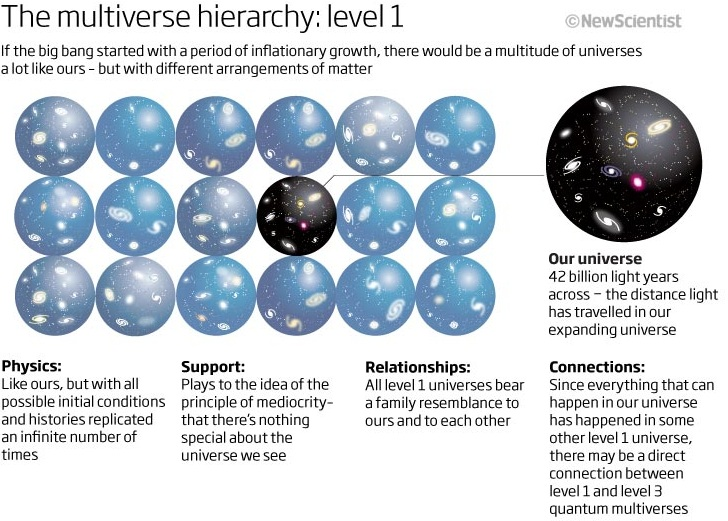 The multiverse hierarchy: level 1
©NewScientist
If the big bang started with a period of inflationary growth, there would be a multitude of universes
a lot like ours – but with different arrangements of matter
Our universe
42 billion light years
across – the distance light
has travelled in our
expanding universe
Physics:
Like ours, but with all
possible initial conditions
and histories replicated
an infinite number of
times
Support:
Plays to the idea of the
principle of mediocrity–
that there's nothing
special about the
universe we see
Relationships:
All level 1 universes bear
a family resemblance to
ours and to each other
Connections:
Since everything that can
happen in our universe
has happened in some
other level 1 universe,
there may be a direct
connection between
level 1 and level 3
quantum multiverses